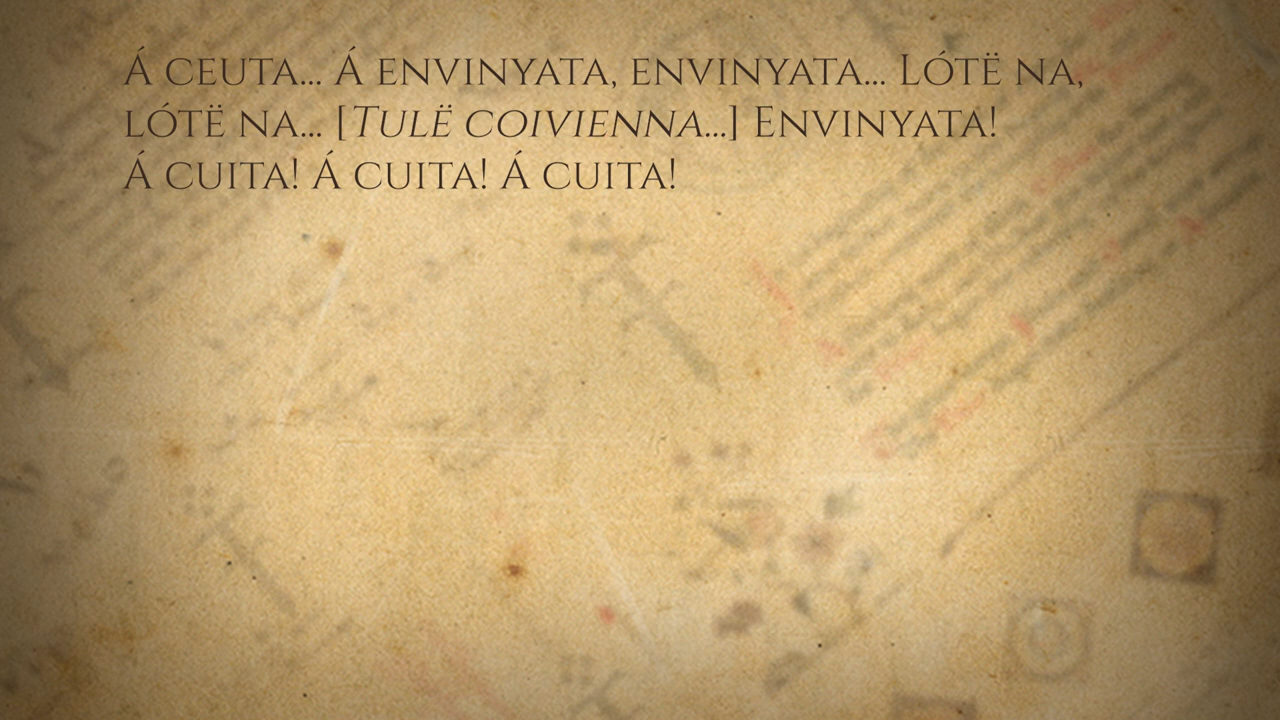 Á ceuta... Á envinyata, envinyata... Lótë na,
lótë na... [Tulë coivienna...] Envinyata!
Á cuita! Á cuita! Á cuita!